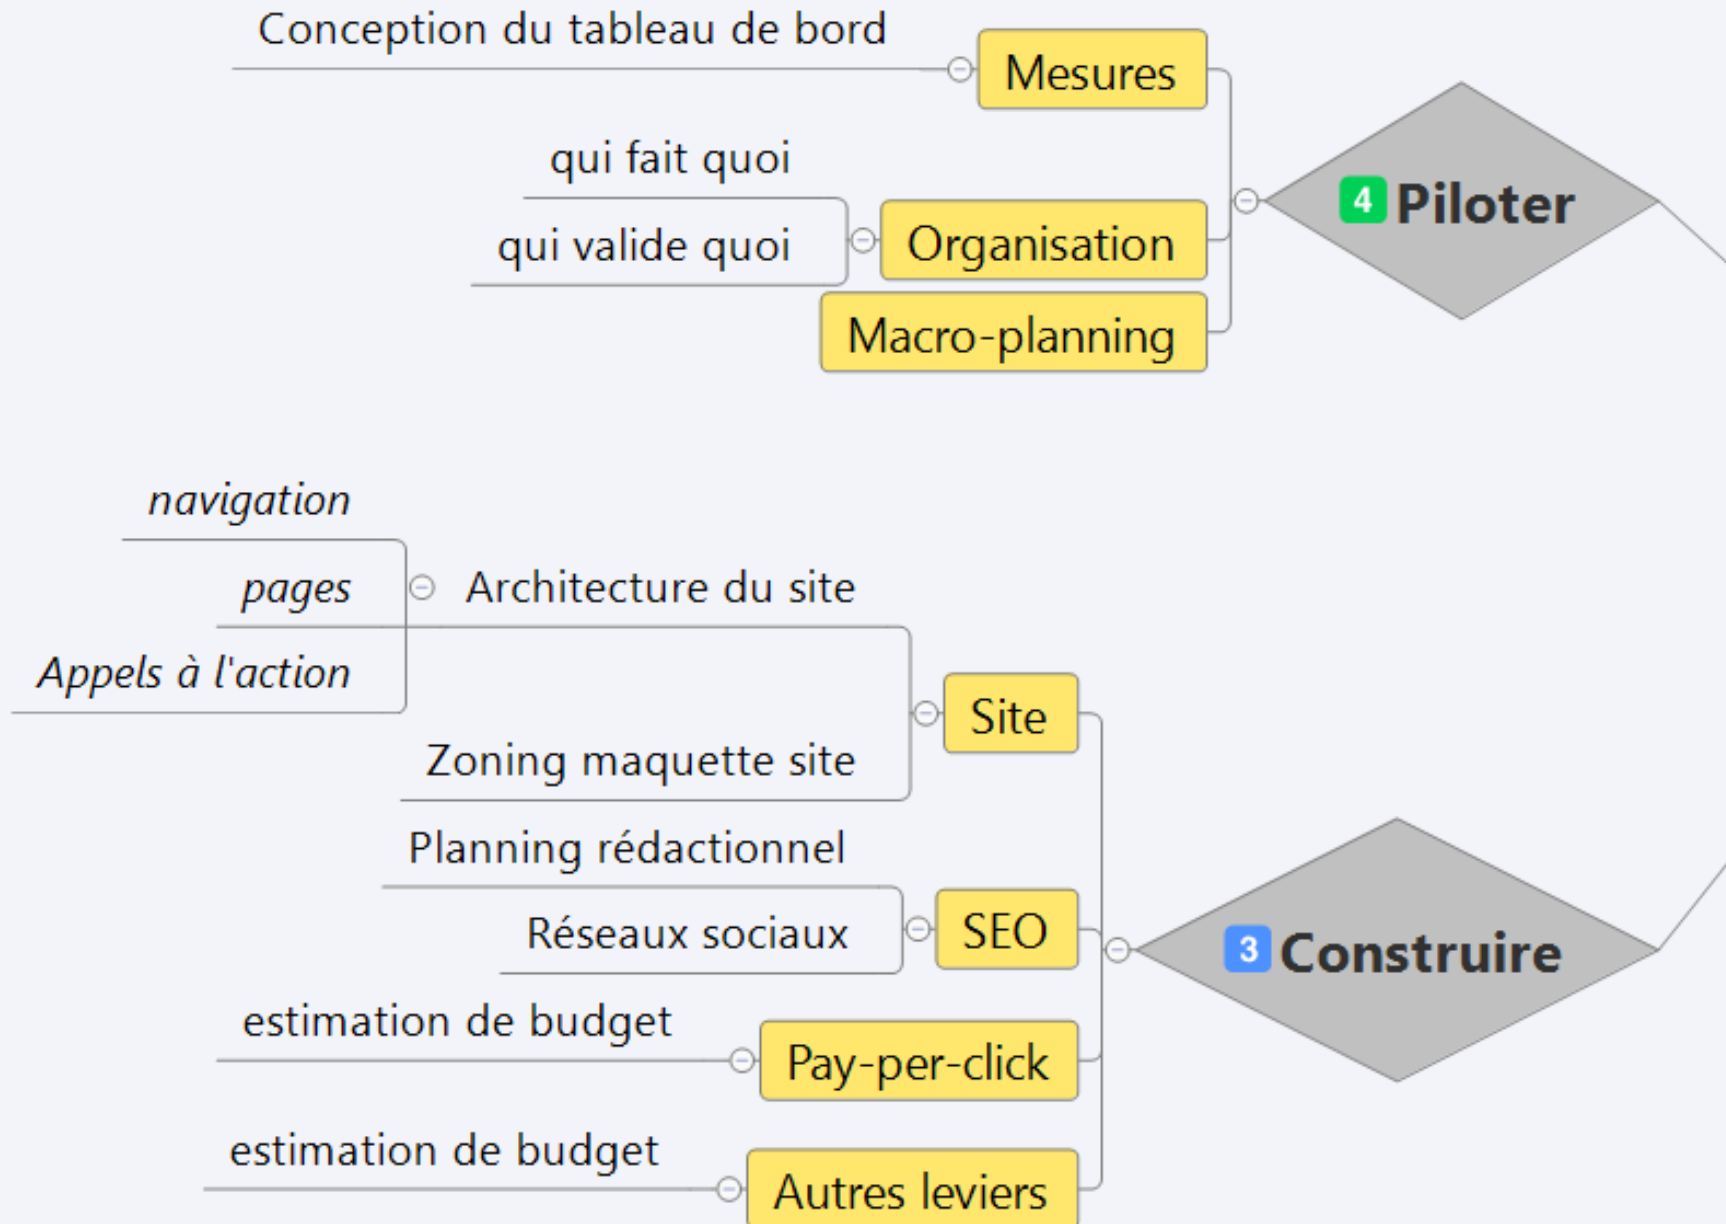 Conception du tableau de bord
Mesures
qui fait quoi
qui valide quoi
Organisation
Macro-planning
4 Piloter
navigation
pages
Appels à l'action
Architecture du site
Zoning maquette site
Site
Planning rédactionnel
Réseaux sociaux
SEO
estimation de budget
Pay-per-click
estimation de budget
Autres leviers
3 Construire